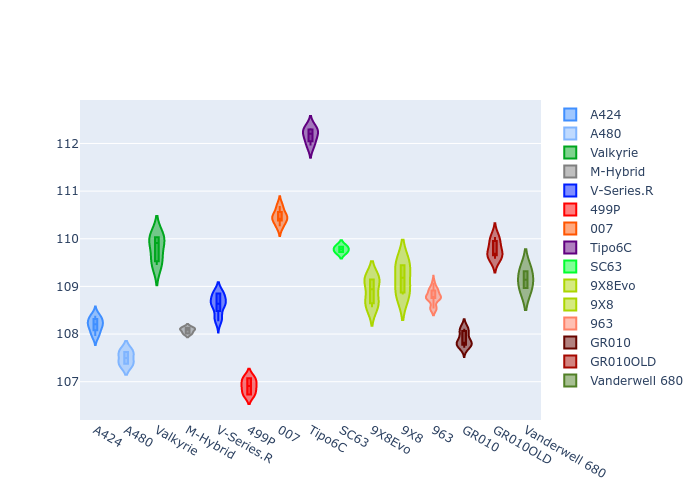 112
111
110
109
108
107
A424
A480
Valkyrie
M-Hybrid
V-Series.R
499P
007
Tipo6C
SC63
9X8Evo
9X8
963
GR010
GR010OLD
Vanderwell 680
A424
A480
Valkyrie
M-Hybrid
V-Series.R
499P
007
Tipo6C
SC63
9X8Evo
9X8
963
GR010
GR010OLD
Vanderwell 680